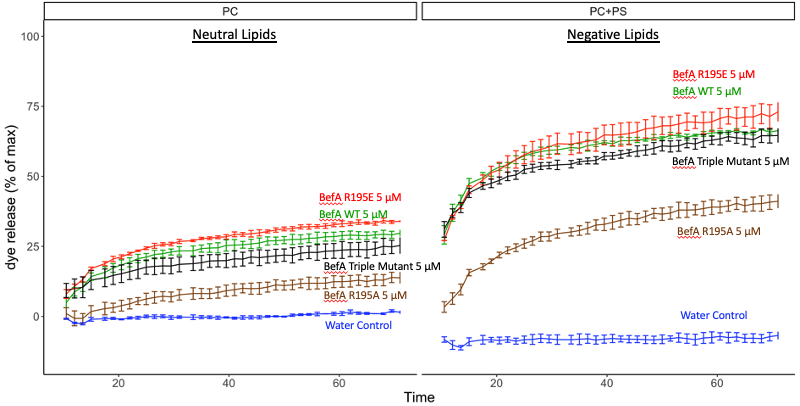 PC
PC+PS
Neutral Lipids
Negative Lipids
dye release (% of max)
100
75
50
25
0
BefA R195E 5 µM
BefA WT 5 µM
BefA Triple Mutant 5 µM
BefA R195A 5 µM
Water Control
BefA R195E 5 µM
BefA WT 5 µM
BefA Triple Mutant 5 µM
BefA R195A 5 µM
Water Control
20
40
60
20
40
60
Time